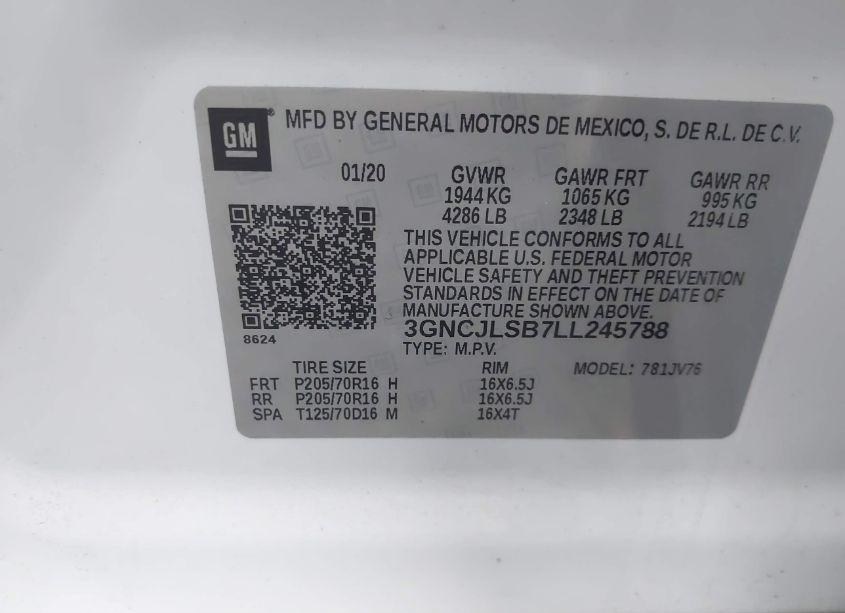 GM
MFD BY GENERAL MOTORS DE MEXICO, S. DE R.L. DE C.V.
01/20 GVWR GAWR FRT GAWR RR
1944 KG 1065 KG 995 KG
4286 LB 2348 LB 2194 LB
THIS VEHICLE CONFORMS TO ALL
APPLICABLE U.S. FEDERAL MOTOR
VEHICLE SAFETY AND THEFT PREVENTION
STANDARDS IN EFFECT ON THE DATE OF
MANUFACTURE SHOWN ABOVE.
8624
3GNCJLSB7LL245788
TYPE: M.P.V.
TIRE SIZE RIM MODEL: 781JV76
FRT P205/70R16 H 16X6.5J
RR P205/70R16 H 16X6.5J
SPA T125/70D16 M 16X4T